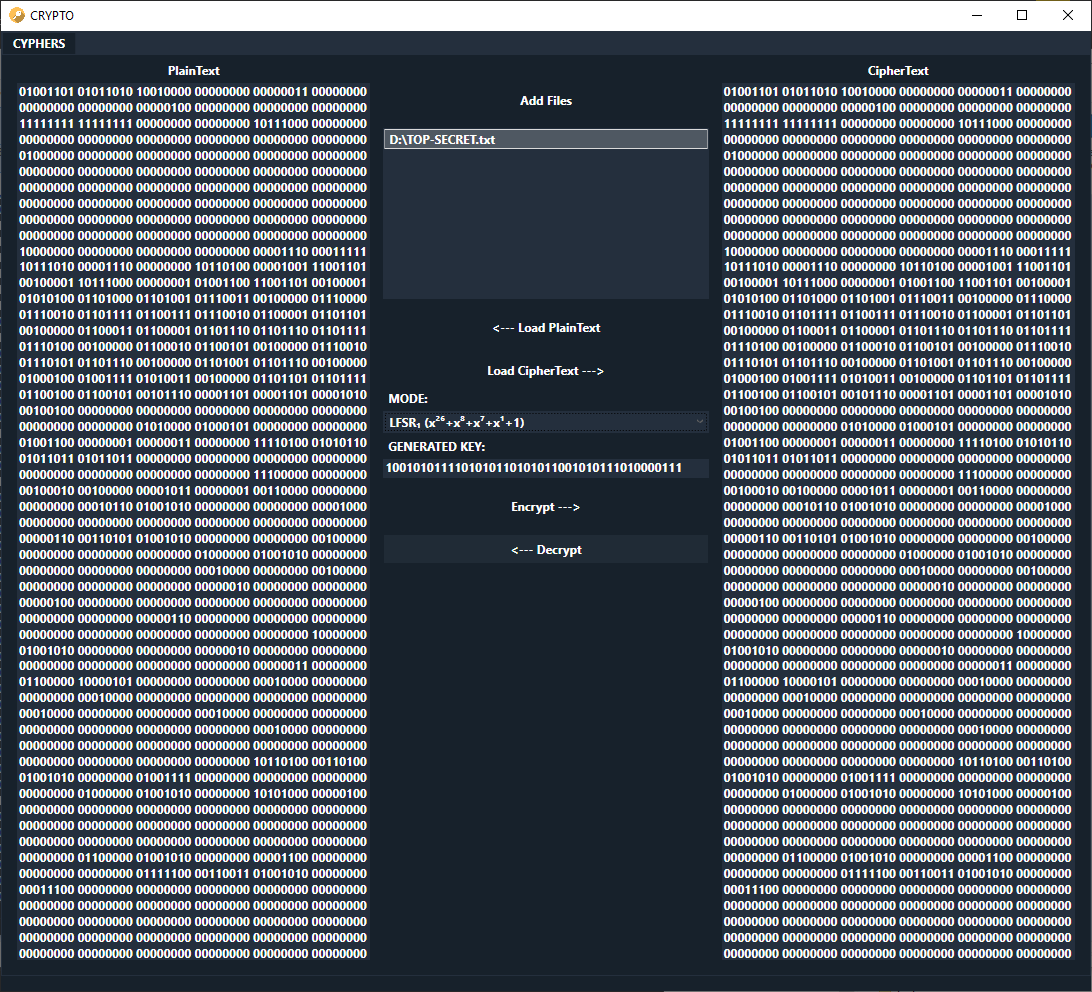 CRYPTO
CYPHERS
PlainText
01001101 01011010 10010000 00000000 00000011 00000000
00000000 00000000 00000100 00000000 00000000 00000000
11111111 11111111 00000000 00000000 10111000 00000000
00000000 00000000 00000000 00000000 00000000 00000000
01000000 00000000 00000000 00000000 00000000 00000000
00000000 00000000 00000000 00000000 00000000 00000000
00000000 00000000 00000000 00000000 00000000 00000000
00000000 00000000 00000000 00000000 00000000 00000000
00000000 00000000 00000000 00000000 00000000 00000000
00000000 00000000 00000000 00000000 00000000 00000000
10000000 00000000 00000000 00000000 00001110 00011111
10111010 00001110 00000000 10110100 00001001 11001101
00100001 10111000 00000001 01001100 11001101 00100001
01010100 01101000 01101001 01110011 00100000 01110000
01110010 01101111 01100111 01110010 01100001 01101101
00100000 01100011 01100001 01101110 01101110 01101111
01110100 00100000 01100010 01100101 00100000 01110010
01110101 01101110 00100000 01101001 01101110 00100000
01000100 01001111 01010011 00100000 01101101 01101111
01100100 01100101 00101110 00001101 00001101 00001010
00100100 00000000 00000000 00000000 00000000 00000000
00000000 00000000 01010000 01000101 00000000 00000000
01001100 00000001 00000011 00000000 11110100 01010110
01011011 01011011 00000000 00000000 00000000 00000000
00000000 00000000 00000000 00000000 11100000 00000000
00100010 00100000 00001011 00000001 00110000 00000000
00000000 00010110 01001010 00000000 00000000 00001000
00000000 00000000 00000000 00000000 00000000 00000000
00000110 00110101 01001010 00000000 00000000 00100000
00000000 00000000 00000000 01000000 01001010 00000000
00000000 00000000 00000000 00010000 00000000 00100000
00000000 00000000 00000000 00000010 00000000 00000000
00000100 00000000 00000000 00000000 00000000 00000000
00000000 00000000 00000110 00000000 00000000 00000000
00000000 00000000 00000000 00000000 00000000 10000000
01001010 00000000 00000000 00000010 00000000 00000000
00000000 00000000 00000000 00000000 00000011 00000000
01100000 10000101 00000000 00000000 00010000 00000000
00000000 00010000 00000000 00000000 00000000 00000000
00010000 00000000 00000000 00010000 00000000 00000000
00000000 00000000 00000000 00000000 00010000 00000000
00000000 00000000 00000000 00000000 00000000 00000000
00000000 00000000 00000000 00000000 10110100 00110100
01001010 00000000 01001111 00000000 00000000 00000000
00000000 01000000 01001010 00000000 10101000 00000100
00000000 00000000 00000000 00000000 00000000 00000000
00000000 00000000 00000000 00000000 00000000 00000000
00000000 00000000 00000000 00000000 00000000 00000000
00000000 01100000 01001010 00000000 00001100 00000000
00000000 00000000 01111100 00110011 01001010 00000000
00011100 00000000 00000000 00000000 00000000 00000000
00000000 00000000 00000000 00000000 00000000 00000000
00000000 00000000 00000000 00000000 00000000 00000000
00000000 00000000 00000000 00000000 00000000 00000000
00000000 00000000 00000000 00000000 00000000 00000000
Add Files
D:\TOP-SECRET.txt
<--- Load PlainText
Load CipherText --->
MODE:
LFSR₁ (x²⁶+x⁸+x⁷+x¹+1)
GENERATED KEY:
1001010111101010110101011001010111010000111
Encrypt --->
<--- Decrypt
CipherText
01001101 01011010 10010000 00000000 00000011 00000000
00000000 00000000 00000100 00000000 00000000 00000000
11111111 11111111 00000000 00000000 10111000 00000000
00000000 00000000 00000000 00000000 00000000 00000000
01000000 00000000 00000000 00000000 00000000 00000000
00000000 00000000 00000000 00000000 00000000 00000000
00000000 00000000 00000000 00000000 00000000 00000000
00000000 00000000 00000000 00000000 00000000 00000000
00000000 00000000 00000000 00000000 00000000 00000000
00000000 00000000 00000000 00000000 00000000 00000000
10000000 00000000 00000000 00000000 00001110 00011111
10111010 00001110 00000000 10110100 00001001 11001101
00100001 10111000 00000001 01001100 11001101 00100001
01010100 01101000 01101001 01110011 00100000 01110000
01110010 01101111 01100111 01110010 01100001 01101101
00100000 01100011 01100001 01101110 01101110 01101111
01110100 00100000 01100010 01100101 00100000 01110010
01110101 01101110 00100000 01101001 01101110 00100000
01000100 01001111 01010011 00100000 01101101 01101111
01100100 01100101 00101110 00001101 00001101 00001010
00100100 00000000 00000000 00000000 00000000 00000000
00000000 00000000 01010000 01000101 00000000 00000000
01001100 00000001 00000011 00000000 11110100 01010110
01011011 01011011 00000000 00000000 00000000 00000000
00000000 00000000 00000000 00000000 11100000 00000000
00100010 00100000 00001011 00000001 00110000 00000000
00000000 00010110 01001010 00000000 00000000 00001000
00000000 00000000 00000000 00000000 00000000 00000000
00000110 00110101 01001010 00000000 00000000 00100000
00000000 00000000 00000000 01000000 01001010 00000000
00000000 00000000 00000000 00010000 00000000 00100000
00000000 00000000 00000000 00000010 00000000 00000000
00000100 00000000 00000000 00000000 00000000 00000000
00000000 00000000 00000110 00000000 00000000 00000000
00000000 00000000 00000000 00000000 00000000 10000000
01001010 00000000 00000000 00000010 00000000 00000000
00000000 00000000 00000000 00000000 00000011 00000000
01100000 10000101 00000000 00000000 00010000 00000000
00000000 00010000 00000000 00000000 00000000 00000000
00010000 00000000 00000000 00010000 00000000 00000000
00000000 00000000 00000000 00000000 00010000 00000000
00000000 00000000 00000000 00000000 00000000 00000000
00000000 00000000 00000000 00000000 10110100 00110100
01001010 00000000 01001111 00000000 00000000 00000000
00000000 01000000 01001010 00000000 10101000 00000100
00000000 00000000 00000000 00000000 00000000 00000000
00000000 00000000 00000000 00000000 00000000 00000000
00000000 00000000 00000000 00000000 00000000 00000000
00000000 01100000 01001010 00000000 00001100 00000000
00000000 00000000 01111100 00110011 01001010 00000000
00011100 00000000 00000000 00000000 00000000 00000000
00000000 00000000 00000000 00000000 00000000 00000000
00000000 00000000 00000000 00000000 00000000 00000000
00000000 00000000 00000000 00000000 00000000 00000000
00000000 00000000 00000000 00000000 00000000 00000000